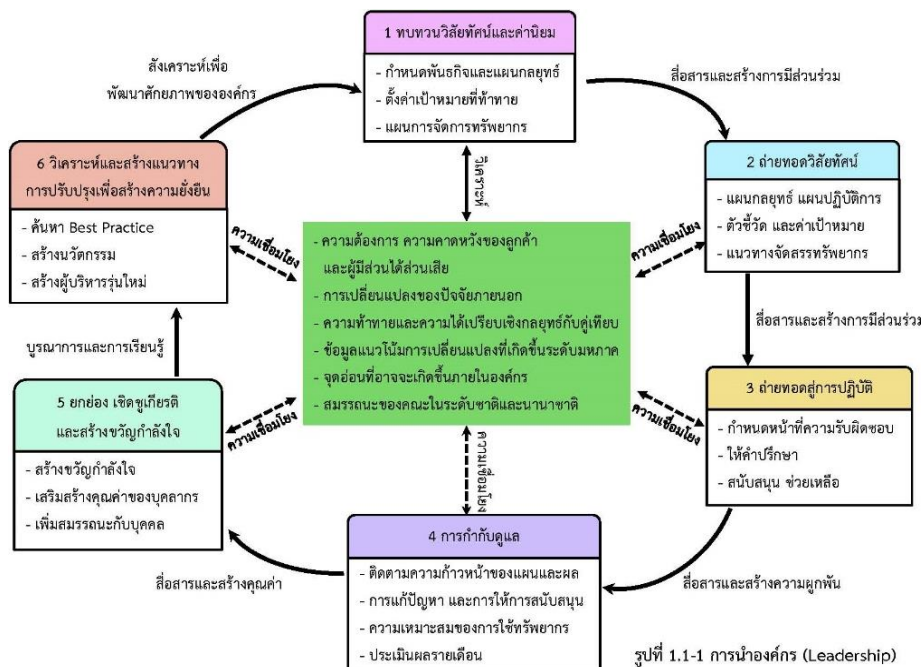 1 ทบทวนวิสัยทัศน์และค่านิยม
- กำหนดพันธกิจและแผนกลยุทธ์
- ตั้งค่าเป้าหมายที่ท้าทาย
- แผนการจัดการทรัพยากร
สื่อสารและสร้างการมีส่วนร่วม
2 ถ่ายทอดวิสัยทัศน์
- แผนกลยุทธ์ แผนปฏิบัติการ
- ตัวชี้วัด และค่าเป้าหมาย
- แนวทางจัดสรรทรัพยากร
สื่อสารและสร้างการมีส่วนร่วม
3 ถ่ายทอดสู่การปฏิบัติ
- กำหนดหน้าที่ความรับผิดชอบ
- ให้คำปรึกษา
- สนับสนุน ช่วยเหลือ
สื่อสารและสร้างความผูกพัน
4 การกำกับดูแล
- ติดตามความก้าวหน้าของแผนและผล
- การแก้ปัญหา และการให้การสนับสนุน
- ความเหมาะสมของการใช้ทรัพยากร
- ประเมินผลรายเดือน
สื่อสารและสร้างคุณค่า
5 ยกย่อง เชิดชูเกียรติ
และสร้างขวัญกำลังใจ
- สร้างขวัญกำลังใจ
- เสริมสร้างคุณค่าของบุคลากร
- เพิ่มสมรรถนะกับบุคคล
บูรณาการและการเรียนรู้
6 วิเคราะห์และสร้างแนวทาง
การปรับปรุงเพื่อสร้างความยั่งยืน
- ค้นหา Best Practice
- สร้างนวัตกรรม
- สร้างผู้บริหารรุ่นใหม่
สังเคราะห์เพื่อ
พัฒนาศักยภาพขององค์กร
วิเคราะห์
ความเชื่อมโยง
ความเชื่อมโยง
ความเชื่อมโยง
ความเชื่อมโยง
ความเชื่อมโยง
- ความต้องการ ความคาดหวังของลูกค้า
และผู้มีส่วนได้ส่วนเสีย
- การเปลี่ยนแปลงของปัจจัยภายนอก
- ความท้าทายและความได้เปรียบเชิงกลยุทธ์กับคู่เทียบ
- ข้อมูลแนวโน้มการเปลี่ยนแปลงที่เกิดขึ้นระดับมหภาค
- จุดอ่อนที่อาจจะเกิดขึ้นภายในองค์กร
- สมรรถนะของคณะในระดับชาติและนานาชาติ
รูปที่ 1.1-1 การนำองค์กร (Leadership)